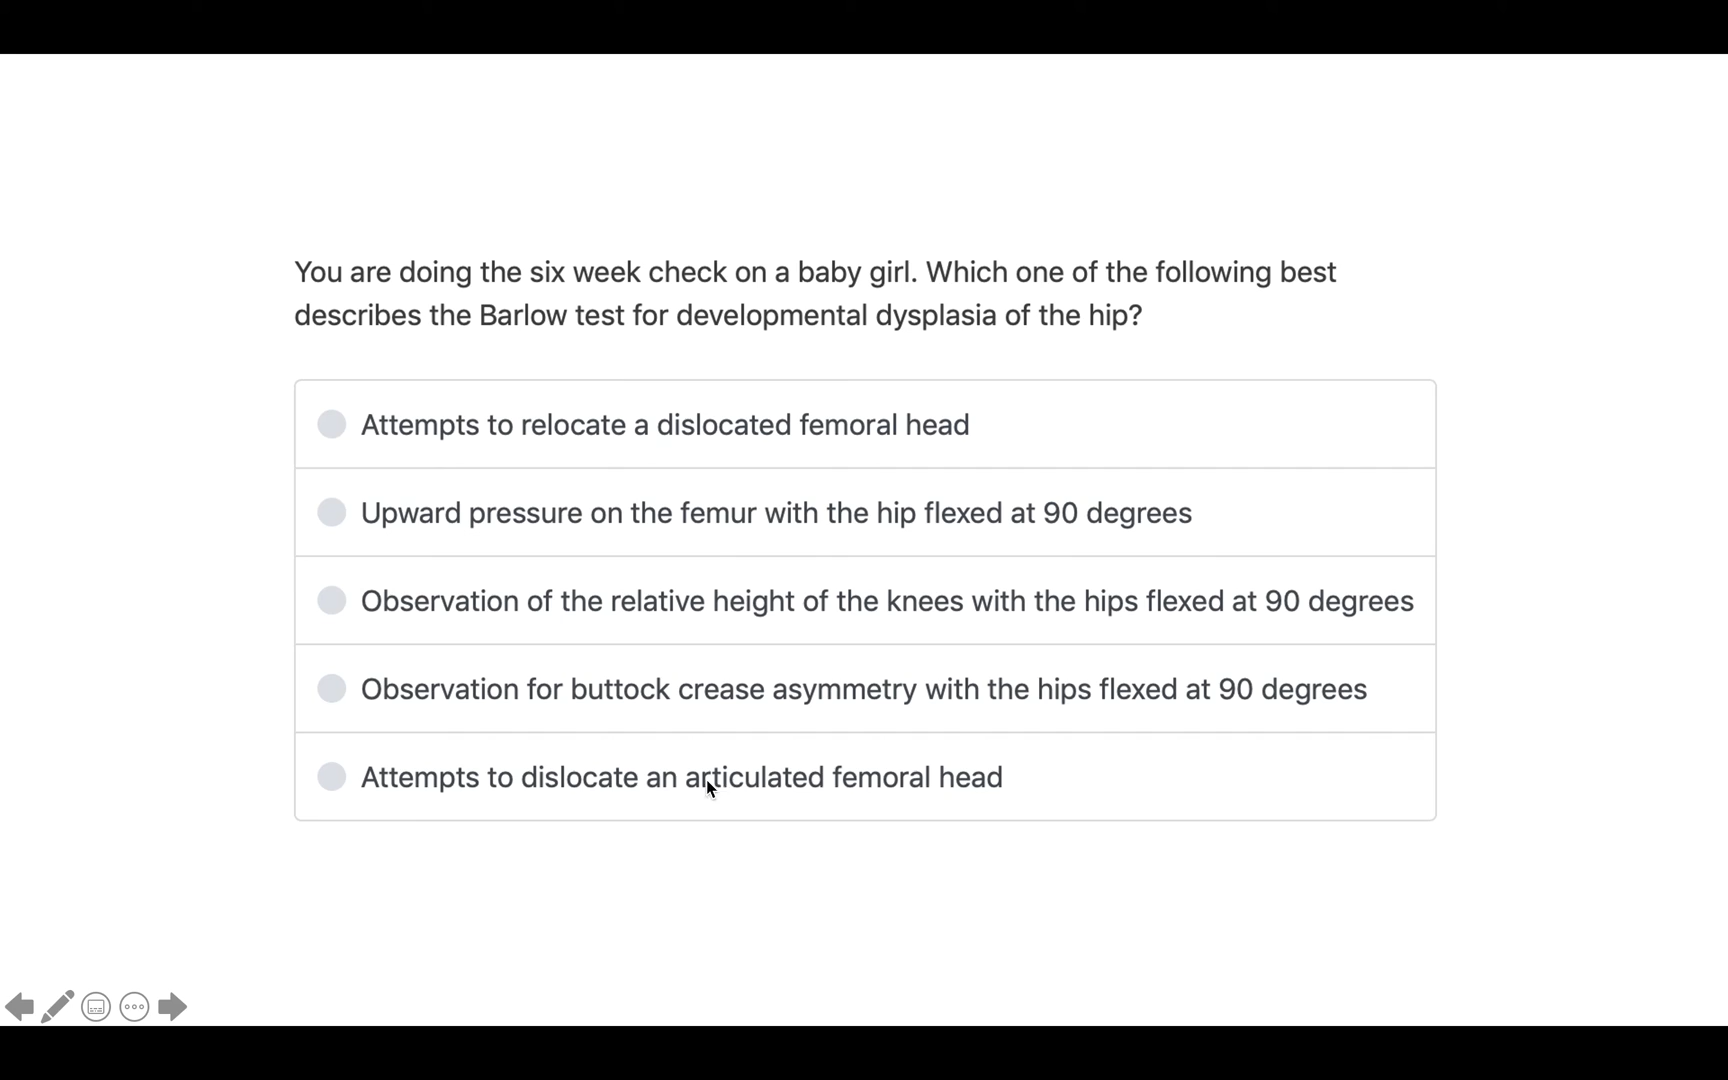 You are doing the six week check on a baby girl. Which one of the following best
describes the Barlow test for developmental dysplasia of the hip?
Attempts to relocate a dislocated femoral head
Upward pressure on the femur with the hip flexed at 90 degrees
Observation of the relative height of the knees with the hips flexed at 90 degrees
Observation for buttock crease asymmetry with the hips flexed at 90 degrees
Attempts to dislocate an articulated femoral head